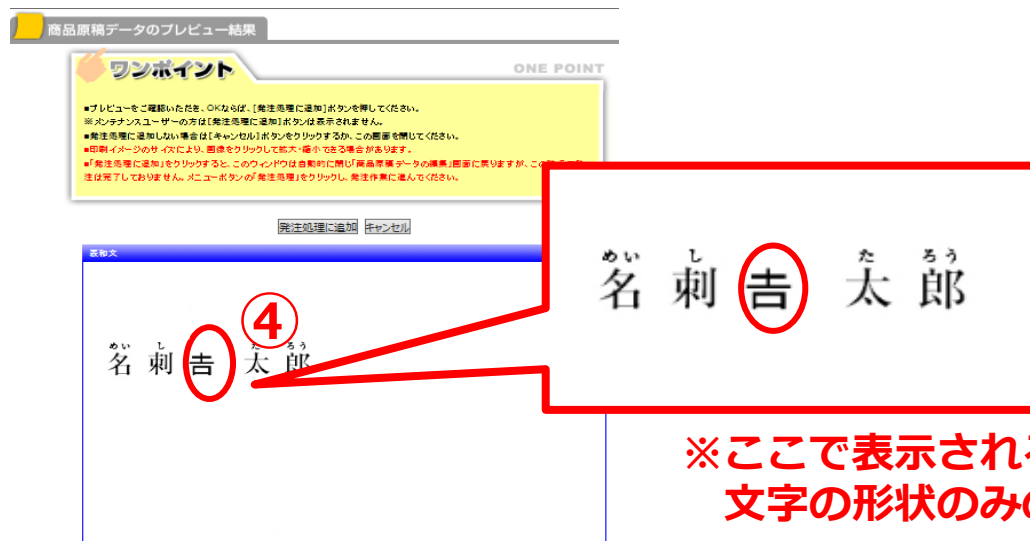 商品原稿データのプレビュー結果
ワンポイント
ONE POINT
■プレビューをご確認いただき、OKならば、[発注処理に追加]ボタンを押してください。
※メンテナンスユーザーの方は[発注処理に追加]ボタンは表示されません。
■発注処理に追加しない場合は[キャンセル]ボタンをクリックするか、この画面を閉じてください。
■印刷イメージのサイズにより、画像をクリックして拡大・縮小できる場合があります。
■「発注処理に追加」をクリックすると、このウィンドウは自動的に閉じ「商品原稿データの編集」画面に戻りますが、この
注は完了しておりません。メニューボタンの「発注処理」をクリックし、発注作業に進んでください。
発注処理に追加 キャンセル
表和文
④
めい し ろう
名 刺 𠮷 太 郎
めい し た ろう
名 刺 𠮷 太 郎
※ここで表示され
文字の形状のみ